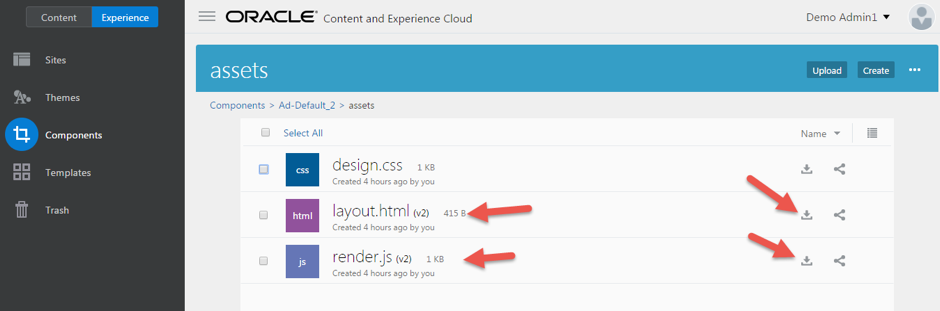 Content Experience
Sites
Themes
Components
Templates
Trash
ORACLE Content and Experience Cloud Demo Admin1
assets Upload Create
Components > Ad-Default_2 > assets
Select All Name
css design.css 1 KB
Created 4 hours ago by you
html layout.html (v2) 415 B
Created 4 hours ago by you
js render.js (v2) 1 KB
Created 4 hours ago by you